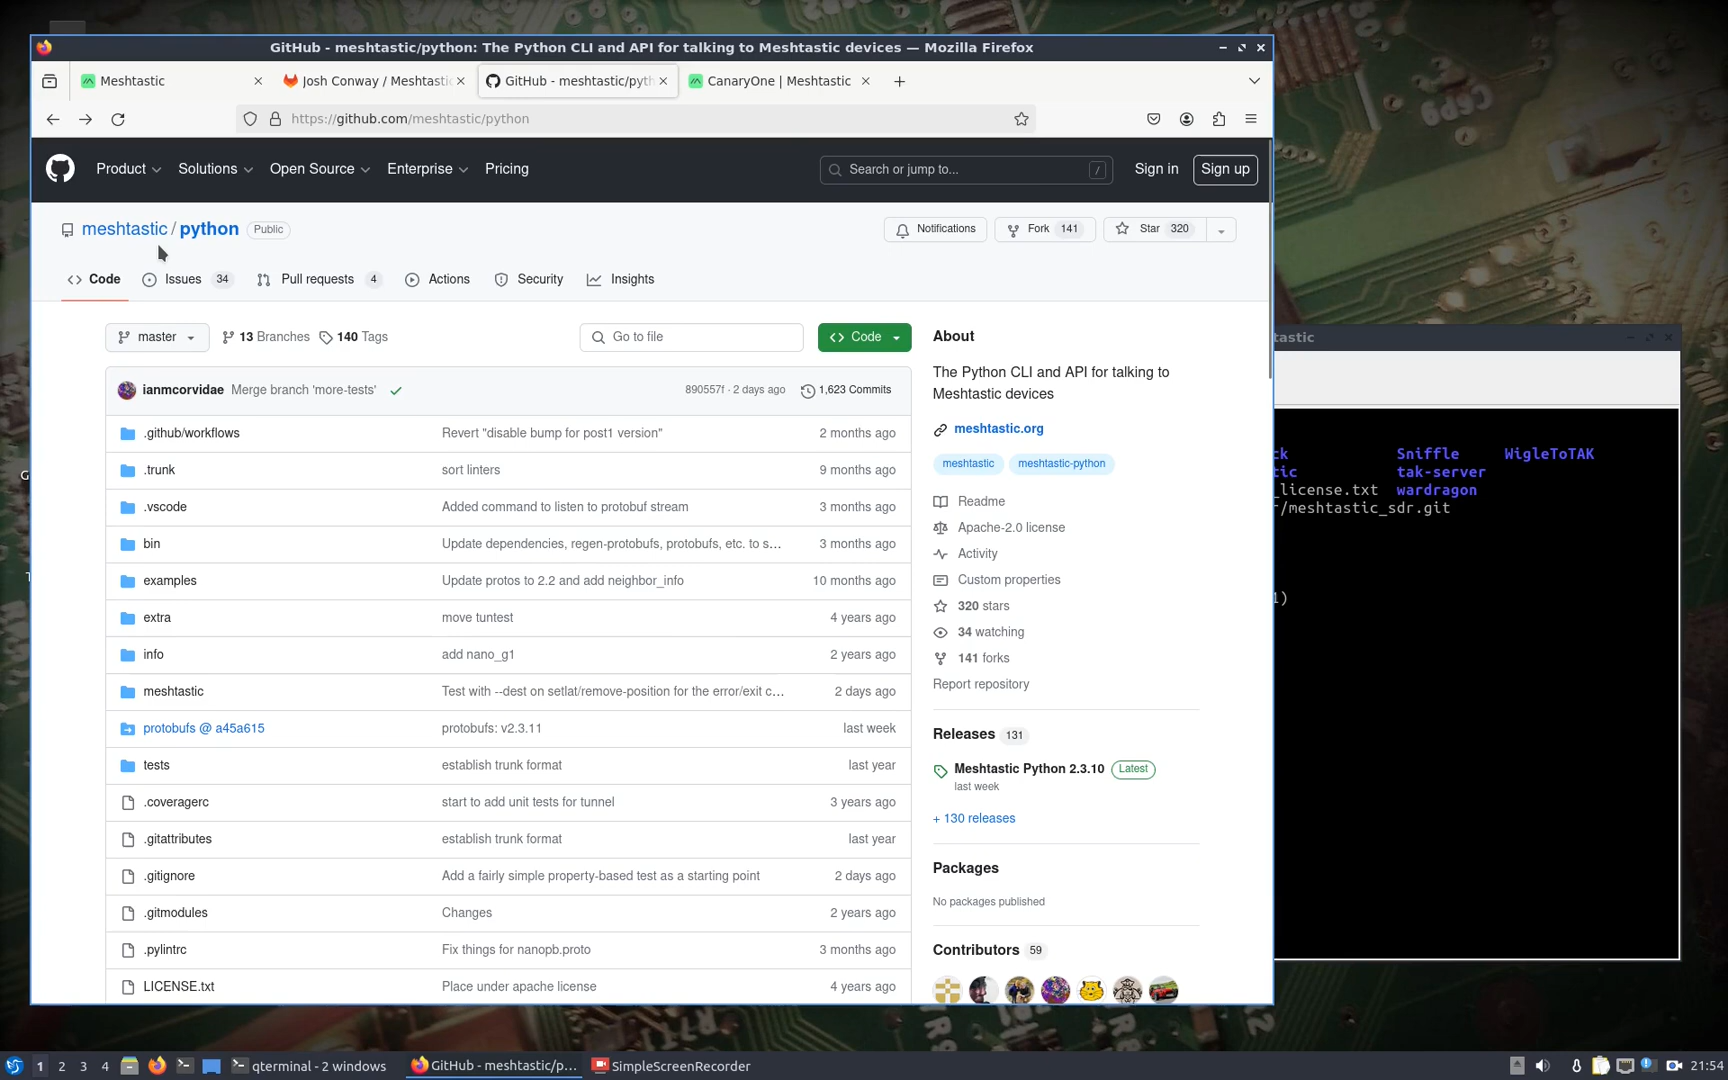 GitHub - meshtastic/python: The Python CLI and API for talking to Meshtastic devices — Mozilla Firefox
Meshtastic
Josh Conway / Meshtastic
GitHub - meshtastic/pyth
CanaryOne | Meshtastic
https://github.com/meshtastic/python
Product Solutions Open Source Enterprise Pricing
Search or jump to... /
Sign in
Sign up
meshtastic / python Public
Notifications
Fork 141
Star 320
Code
Issues 34
Pull requests 4
Actions
Security
Insights
master
13 Branches
140 Tags
Go to file
Code
ianmcorvidae Merge branch 'more-tests'
890557f · 2 days ago
1,623 Commits
.github/workflows Revert "disable bump for post1 version" 2 months ago
.trunk sort linters 9 months ago
.vscode Added command to listen to protobuf stream 3 months ago
bin Update dependencies, regen-protobufs, protobufs, etc. to s... 3 months ago
examples Update protos to 2.2 and add neighbor_info 10 months ago
extra move tuntest 4 years ago
info add nano_g1 2 years ago
meshtastic Test with --dest on setlat/remove-position for the error/exit c... 2 days ago
protobufs @ a45a615 protobufs: v2.3.11 last week
tests establish trunk format last year
.coveragerc start to add unit tests for tunnel 3 years ago
.gitattributes establish trunk format last year
.gitignore Add a fairly simple property-based test as a starting point 2 days ago
.gitmodules Changes 2 years ago
.pylintrc Fix things for nanopb.proto 3 months ago
LICENSE.txt Place under apache license 4 years ago
About
The Python CLI and API for talking to
Meshtastic devices
meshtastic.org
meshtastic meshtastic-python
Readme
Apache-2.0 license
Activity
Custom properties
320 stars
34 watching
141 forks
Report repository
Releases 131
Meshtastic Python 2.3.10 Latest
last week
+ 130 releases
Packages
No packages published
Contributors 59
tastic
ck Sniffle WigleToTAK
tic tak-server
_license.txt wardragon
r/meshtastic_sdr.git
1)
G
T
1 2 3 4
qterminal - 2 windows
GitHub - meshtastic/p...
SimpleScreenRecorder
21:54